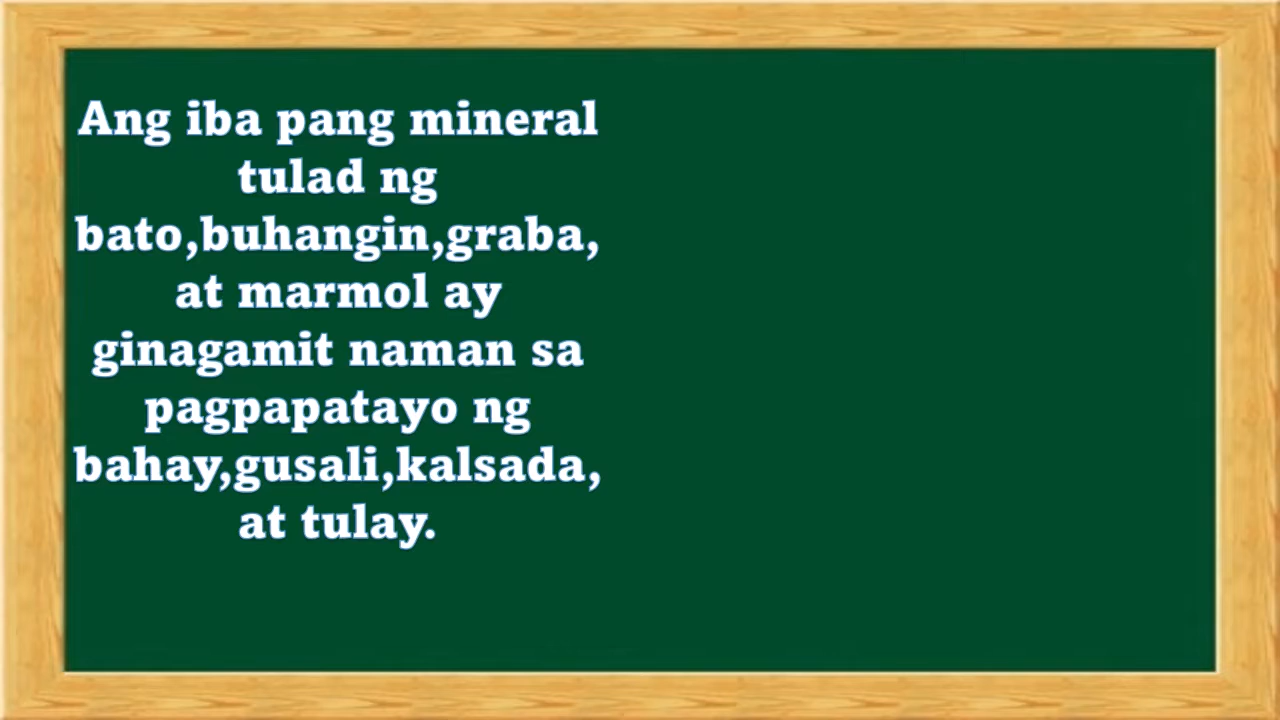 Ang iba pang mineral
tulad ng
bato,buhangin,graba,
at marmol ay
ginagamit naman sa
pagpapatayo ng
bahay,gusali,kalsada,
at tulay.